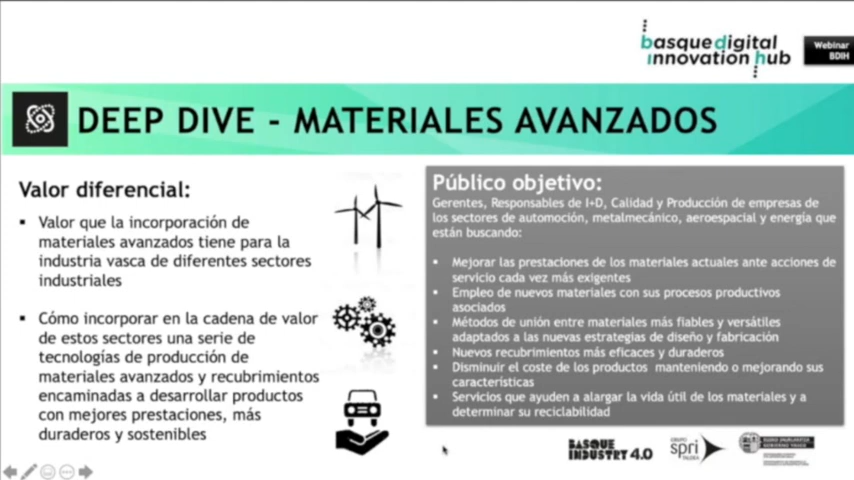 basque digital
innovation hub
Webinar
BDIH
DEEP DIVE - MATERIALES AVANZADOS
Valor diferencial:
▪ Valor que la incorporación de
materiales avanzados tiene para la
industria vasca de diferentes sectores
industriales
▪ Cómo incorporar en la cadena de valor
de estos sectores una serie de
tecnologías de producción de
materiales avanzados y recubrimientos
encaminadas a desarrollar productos
con mejores prestaciones, más
duraderos y sostenibles
Público objetivo:
Gerentes, Responsables de I+D, Calidad y Producción de empresas de
los sectores de automoción, metalmecánico, aeroespacial y energía que
están buscando:
▪ Mejorar las prestaciones de los materiales actuales ante acciones de
servicio cada vez más exigentes
▪ Empleo de nuevos materiales con sus procesos productivos
asociados
▪ Métodos de unión entre materiales más fiables y versátiles
adaptados a las nuevas estrategias de diseño y fabricación
▪ Nuevos recubrimientos más eficaces y duraderos
▪ Disminuir el coste de los productos manteniendo o mejorando sus
características
▪ Servicios que ayuden a alargar la vida útil de los materiales y a
determinar su reciclabilidad
BASQUE
INDUSTRY 4.0
GRUPO
spri
TALDEA
EUSKO JAURLARITZA
GOBIERNO VASCO